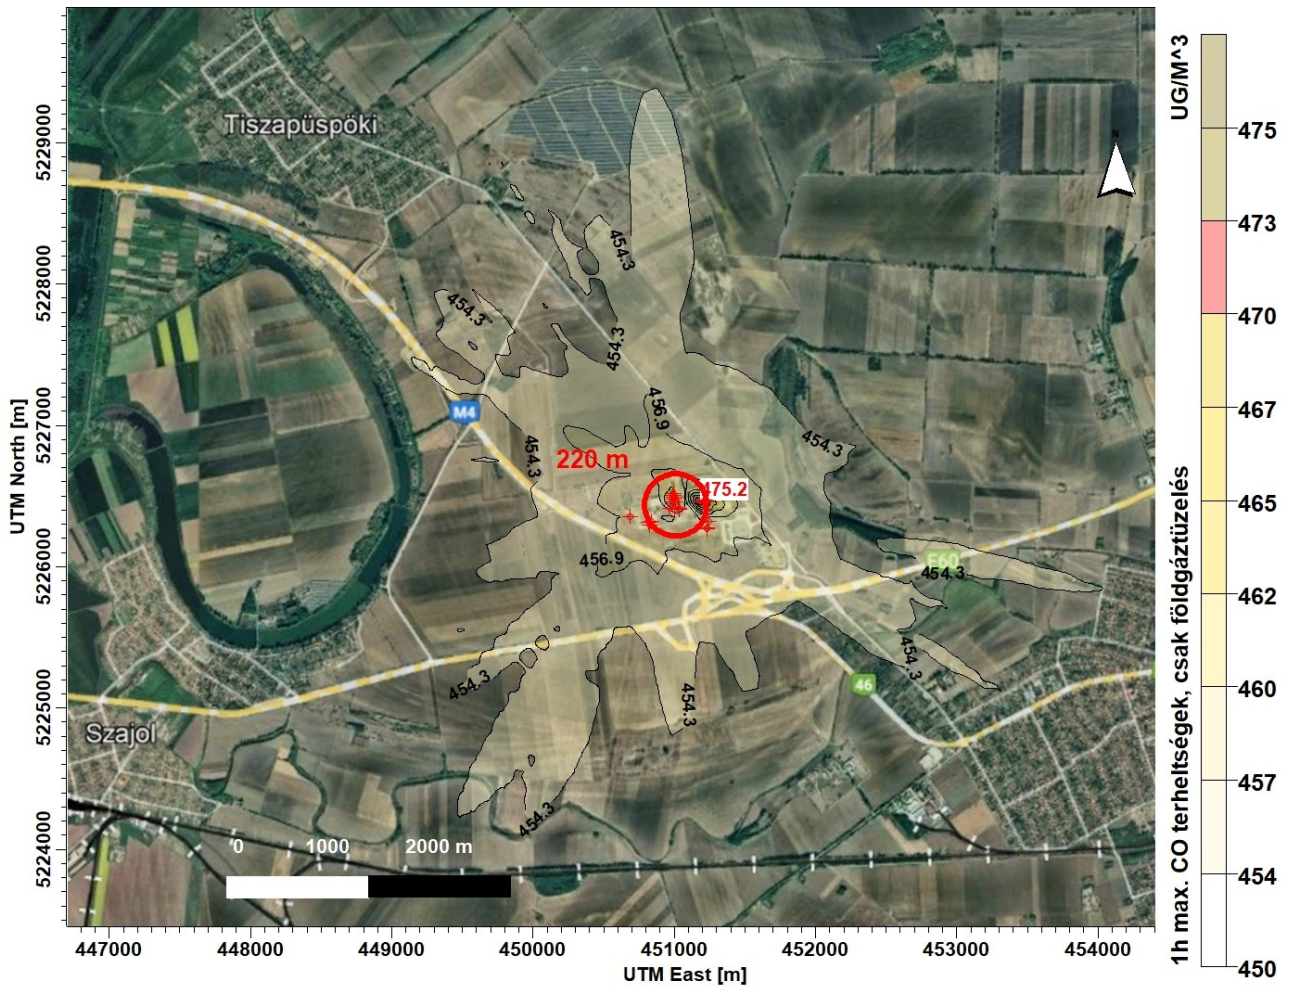 Tiszapüspöki
M4
454.3
454.3
454.3
456.9
454.3
454.3
220 m
475.2
456.9
E60
454.3
454.3
454.3
454.3
46
454.3
Szajol
0 1000 2000 m
N
UTM North [m]
5229000
5228000
5227000
5226000
5225000
5224000
447000 448000 449000 450000 451000 452000 453000 454000
UTM East [m]
UG/M^3
1h max. CO terheltségek, csak földgáztüzelés
475
473
470
467
465
462
460
457
454
450